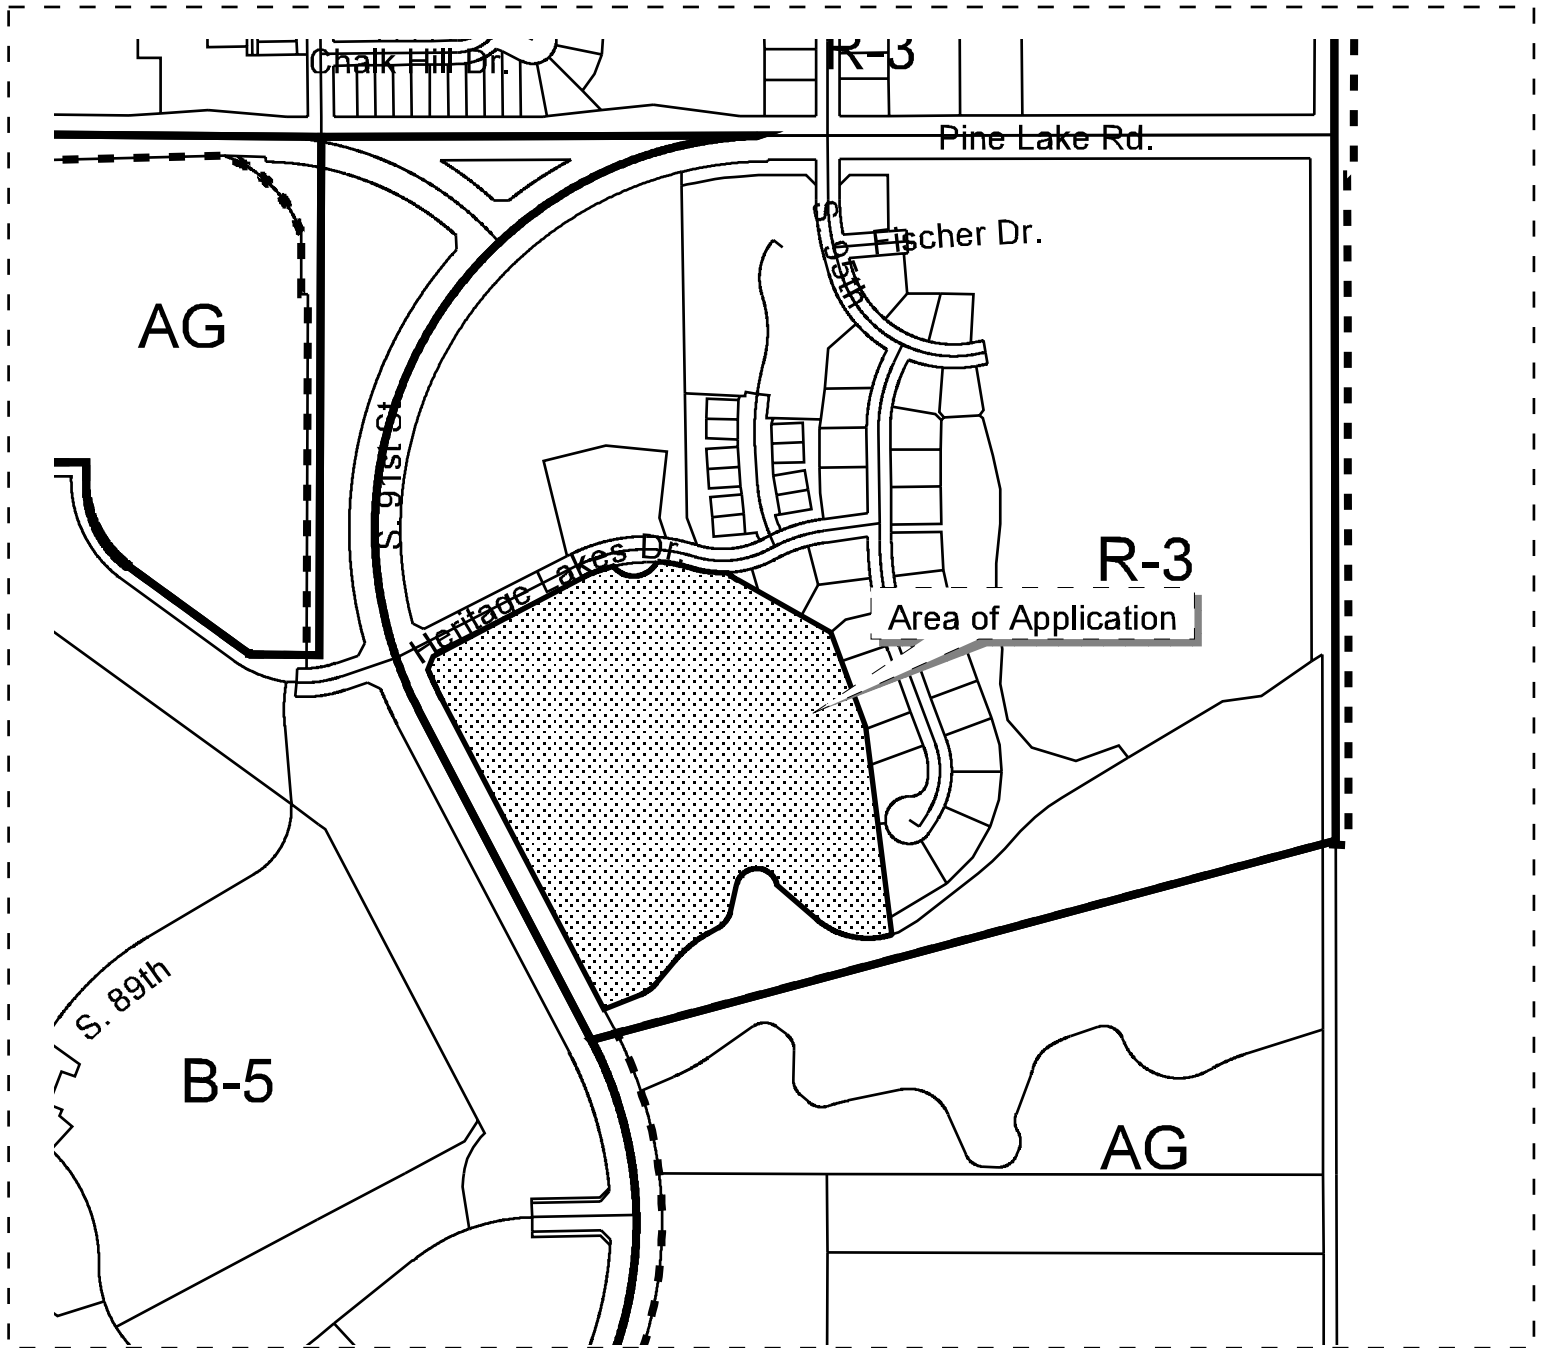 R-3
Chalk Hill Dr.
Pine Lake Rd.
S. 95th
Fischer Dr.
AG
S. 91st St
Heritage Lakes Dr.
R-3
Area of Application
S. 89th
B-5
AG